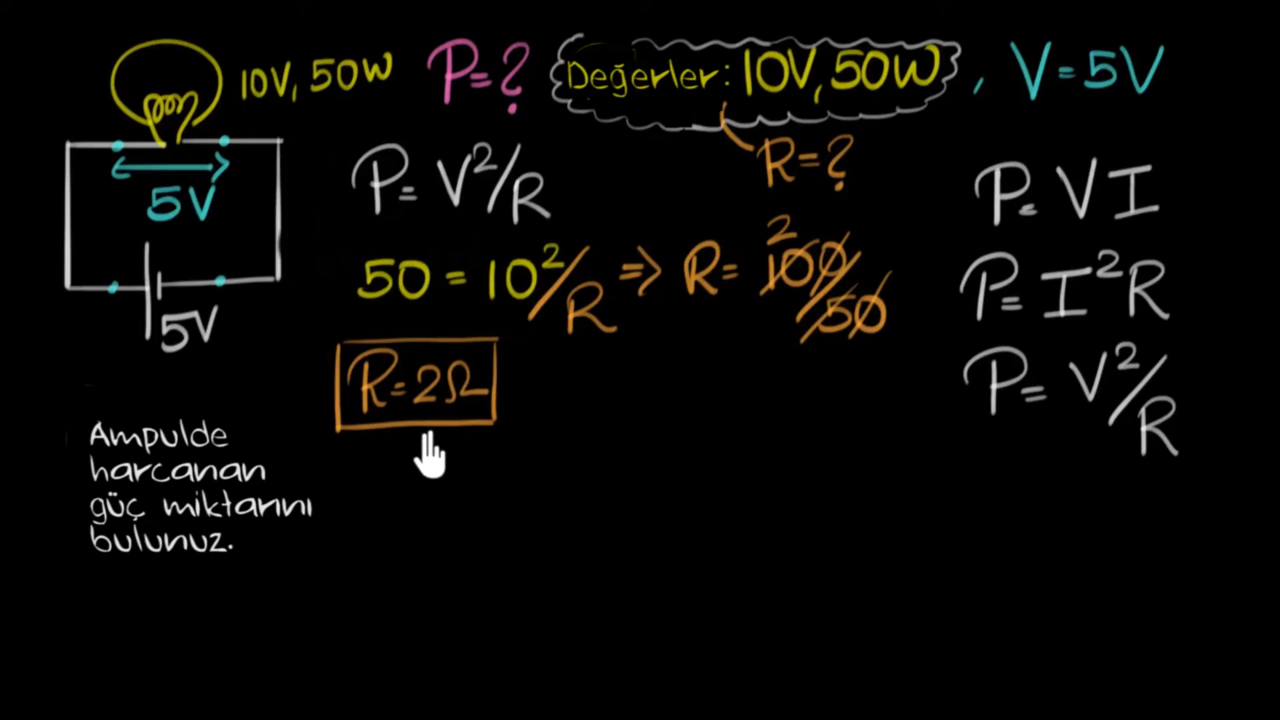 10V, 50W
P=?
Değerler: 10V, 50W , V=5V
R=?
5V
5V
P=V²/R
50 = 10²/R => R= 100/50 2
R=2Ω
P=VI
P=I²R
P=V²/R
Ampulde
harcanan
güç miktarını
bulunuz.